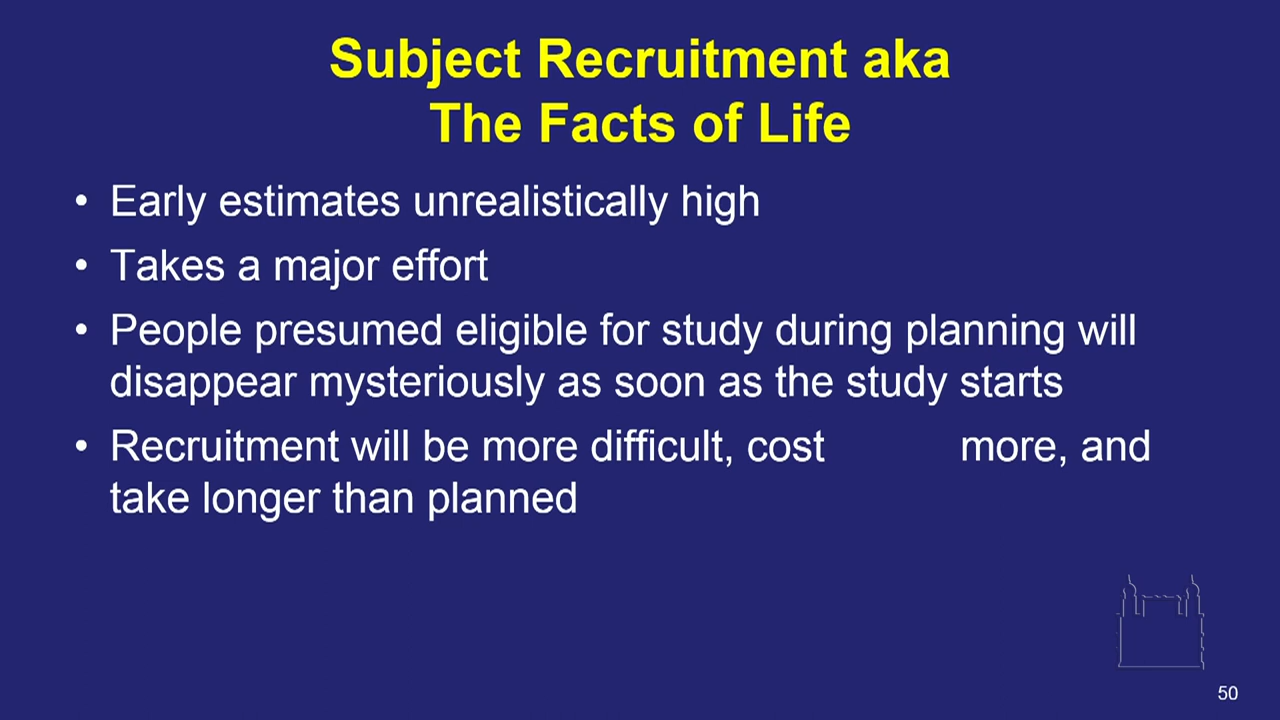 Subject Recruitment aka
The Facts of Life
• Early estimates unrealistically high
• Takes a major effort
• People presumed eligible for study during planning will
disappear mysteriously as soon as the study starts
• Recruitment will be more difficult, cost more, and
take longer than planned
50